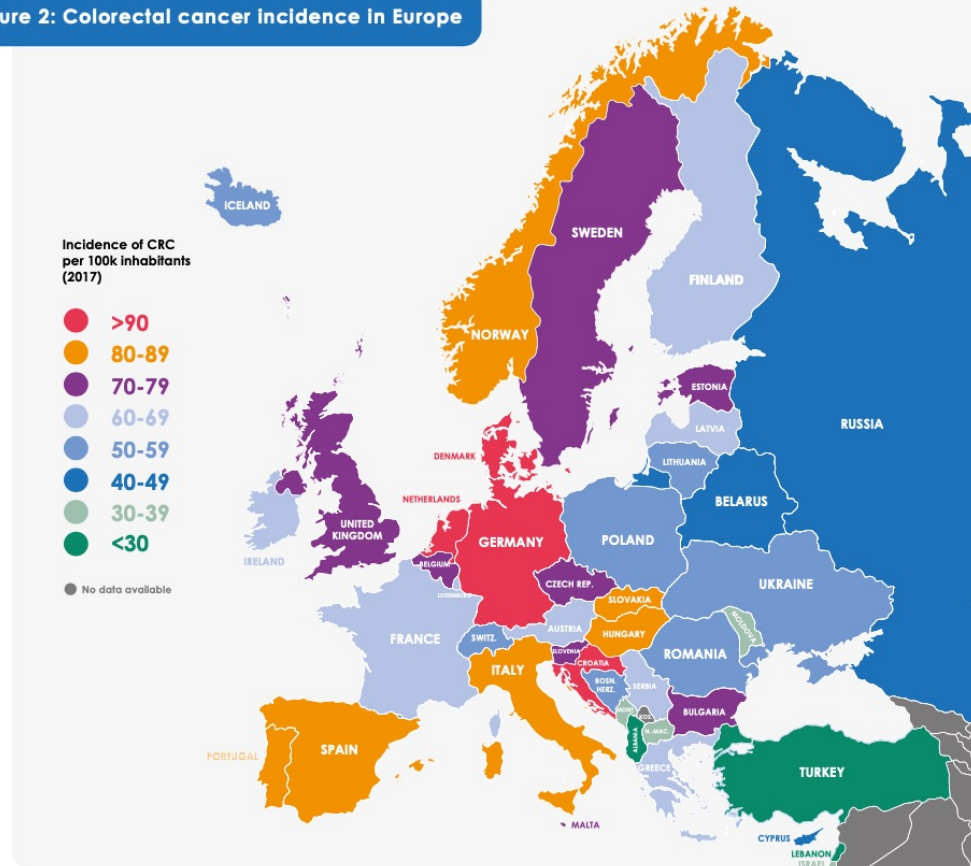 ure 2: Colorectal cancer incidence in Europe
ICELAND
Incidence of CRC
per 100k inhabitants
(2017)
>90
80-89
70-79
60-69
50-59
40-49
30-39
<30
No data available
SWEDEN
FINLAND
NORWAY
ESTONIA
RUSSIA
LATVIA
DENMARK
LITHUANIA
NETHERLANDS
BELARUS
UNITED
KINGDOM
GERMANY
POLAND
IRELAND
BELGIUM
CZECH REP.
UKRAINE
LUXEMBURG
SLOVAKIA
FRANCE
AUSTRIA
HUNGARY
MOLDOVA
SWITZ.
SLOVENIA
ROMANIA
ITALY
CROATIA
BOSN.
HERZ.
SERBIA
MONT.
KOS.
BULGARIA
N.-MAC.
ALBANIA
SPAIN
PORTUGAL
GREECE
TURKEY
MALTA
CYPRUS
LEBANON
ISRAEL